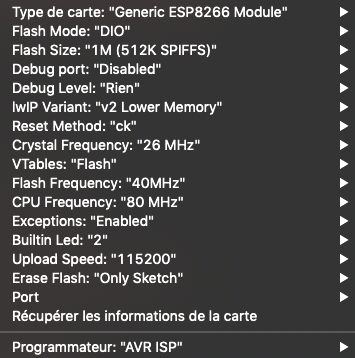 Type de carte: "Generic ESP8266 Module"
Flash Mode: "DIO"
Flash Size: "1M (512K SPIFFS)"
Debug port: "Disabled"
Debug Level: "Rien"
lwIP Variant: "v2 Lower Memory"
Reset Method: "ck"
Crystal Frequency: "26 MHz"
VTables: "Flash"
Flash Frequency: "40MHz"
CPU Frequency: "80 MHz"
Exceptions: "Enabled"
Builtin Led: "2"
Upload Speed: "115200"
Erase Flash: "Only Sketch"
Port
Récupérer les informations de la carte
Programmateur: "AVR ISP"